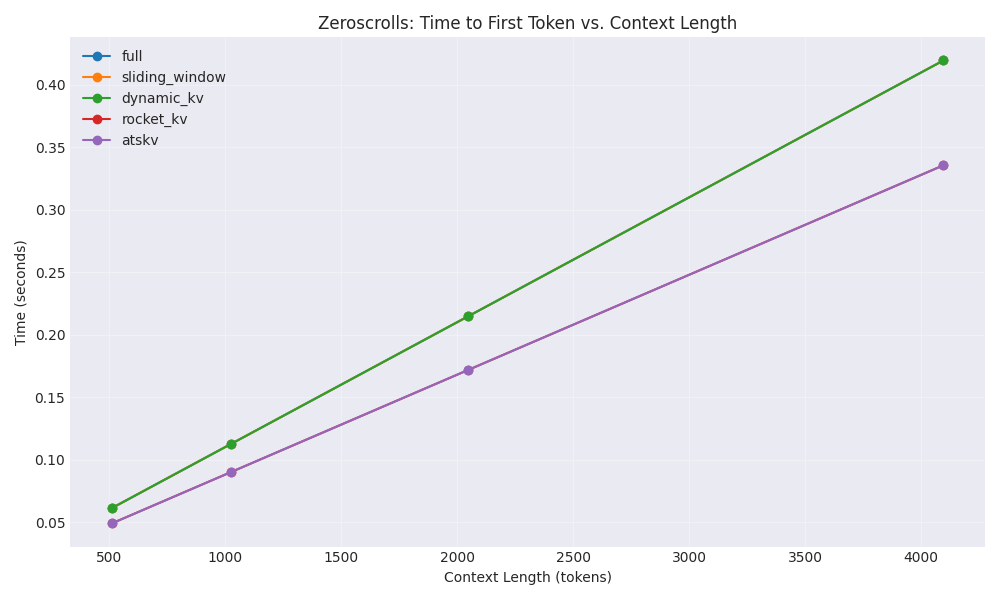 Zeroscrolls: Time to First Token vs. Context Length
full
sliding_window
dynamic_kv
rocket_kv
atskv
Time (seconds)
0.40
0.35
0.30
0.25
0.20
0.15
0.10
0.05
500 1000 1500 2000 2500 3000 3500 4000
Context Length (tokens)